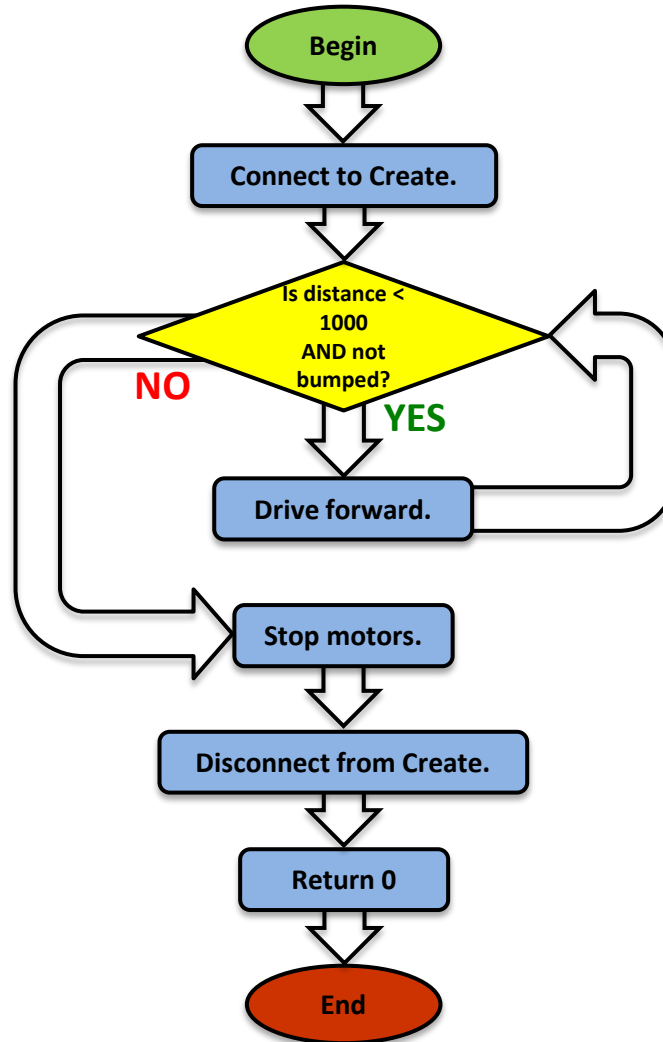 Begin
Connect to Create.
Is distance <
1000
AND not
bumped?
NO
YES
Drive forward.
Stop motors.
Disconnect from Create.
Return 0
End